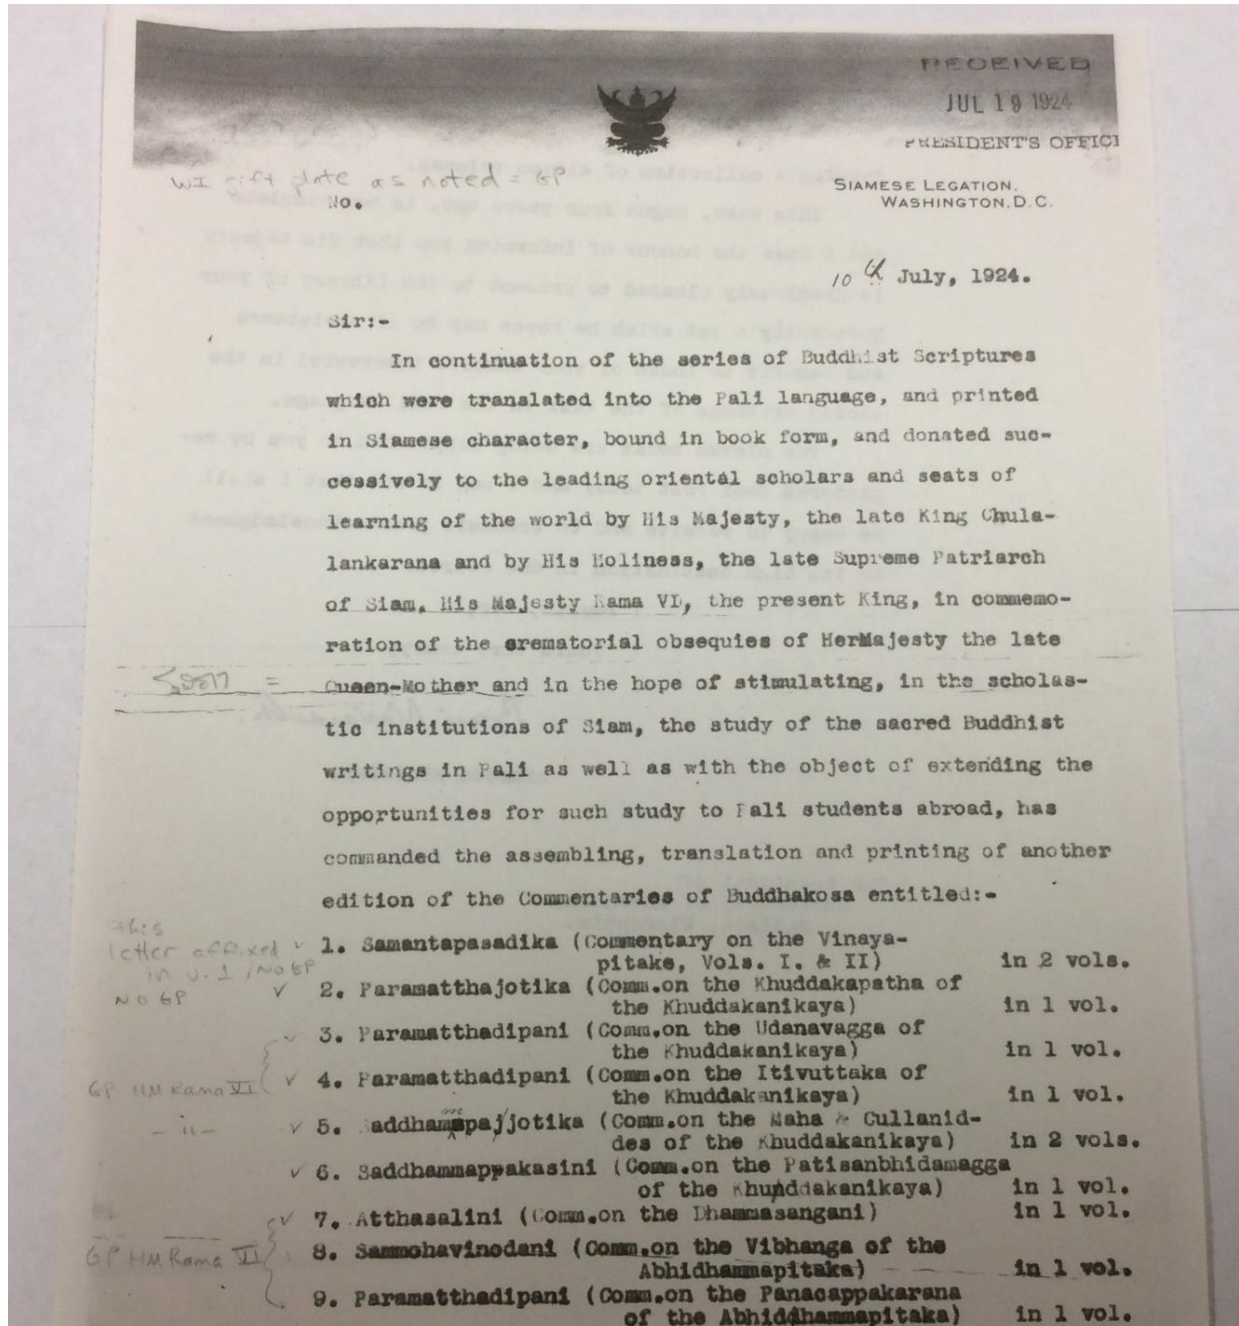 RECEIVED
JUL 19 1924
PRESIDENT'S OFFICE
WI gift plate as noted = GP
SIAMESE LEGATION.
WASHINGTON, D.C.
No.
10th July, 1924.
Sir:-
In continuation of the series of Buddhist Scriptures
which were translated into the Pali language, and printed
in Siamese character, bound in book form, and donated suc-
cessively to the leading oriental scholars and seats of
learning of the world by His Majesty, the late King Chula-
lankarana and by His Holiness, the late Supreme Patriarch
of Siam, His Majesty Rama VI, the present King, in commemo-
ration of the crematorial obsequies of HerMajesty the late
= Queen-Mother and in the hope of stimulating, in the scholas-
tic institutions of Siam, the study of the sacred Buddhist
writings in Pali as well as with the object of extending the
opportunities for such study to Pali students abroad, has
commanded the assembling, translation and printing of another
edition of the Commentaries of Buddhakosa entitled:-
this
letter affixed
in v. 1 / NO GP
✓ 1. Samantapasadika (Commentary on the Vinaya-
pitake, Vols. I. & II) in 2 vols.
NO GP ✓ 2. Paramatthajotika (Comm.on the Khuddakapatha of
the Khuddakanikaya) in 1 vol.
✓ 3. Paramatthadipani (Comm.on the Udanavagga of
the Khuddakanikaya) in 1 vol.
GP HM Rama VI ✓ 4. Paramatthadipani (Comm.on the Itivuttaka of
the Khuddakanikaya) in 1 vol.
- 11 - ✓ 5. Saddhammapajjotika (Comm.on the Maha & Cullanid-
des of the Khuddakanikaya) in 2 vols.
✓ 6. Saddhammappakasini (Comm.on the Patisanbhidamagga
of the Khunddakanikaya) in 1 vol.
✓ 7. Atthasalini (Comm.on the Dhammasangani) in 1 vol.
GP HM Rama VI 8. Sammohavinodani (Comm.on the Vibhanga of the
Abhidhammapitaka) in 1 vol.
9. Paramatthadipani (Comm.on the Pancappakarana
of the Abhiddhammapitaka) in 1 vol.